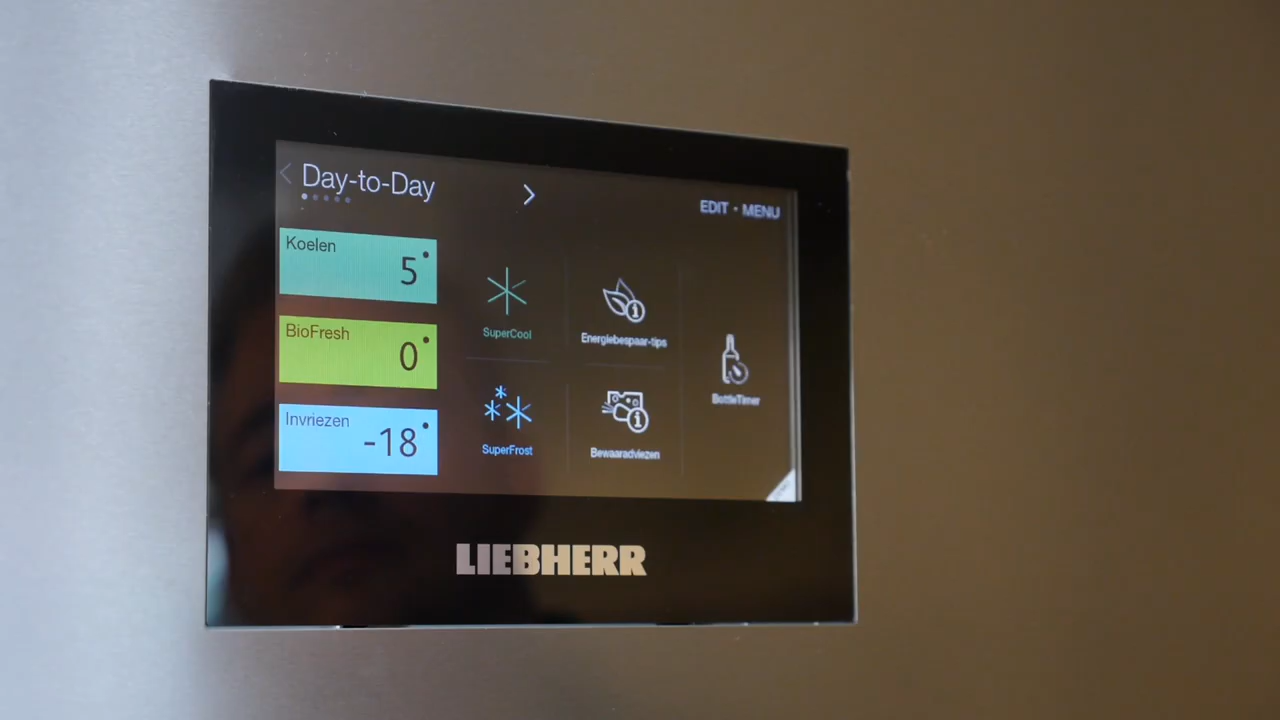 Day-to-Day
EDIT · MENU
Koelen
5°
BioFresh
0°
Invriezen
-18°
SuperCool
Energiebespaar-tips
BottleTimer
SuperFrost
Bewaaradviezen
LIEBHERR